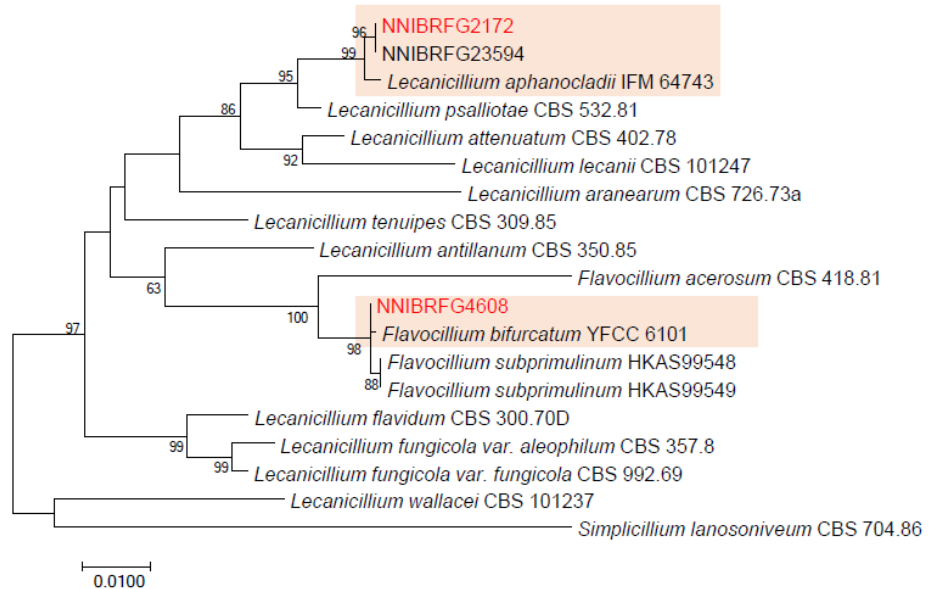 NNIBRFG2172
96
NNIBRFG23594
99
Lecanicillium aphanocladii IFM 64743
95
Lecanicillium psalliotae CBS 532.81
86
Lecanicillium attenuatum CBS 402.78
92
Lecanicillium lecanii CBS 101247
Lecanicillium aranearum CBS 726.73a
Lecanicillium tenuipes CBS 309.85
Lecanicillium antillanum CBS 350.85
Flavocillium acerosum CBS 418.81
63
NNIBRFG4608
100
97
Flavocillium bifurcatum YFCC 6101
98
Flavocillium subprimulinum HKAS99548
88
Flavocillium subprimulinum HKAS99549
Lecanicillium flavidum CBS 300.70D
99
Lecanicillium fungicola var. aleophilum CBS 357.8
99
Lecanicillium fungicola var. fungicola CBS 992.69
Lecanicillium wallacei CBS 101237
Simplicillium lanosoniveum CBS 704.86
0.0100